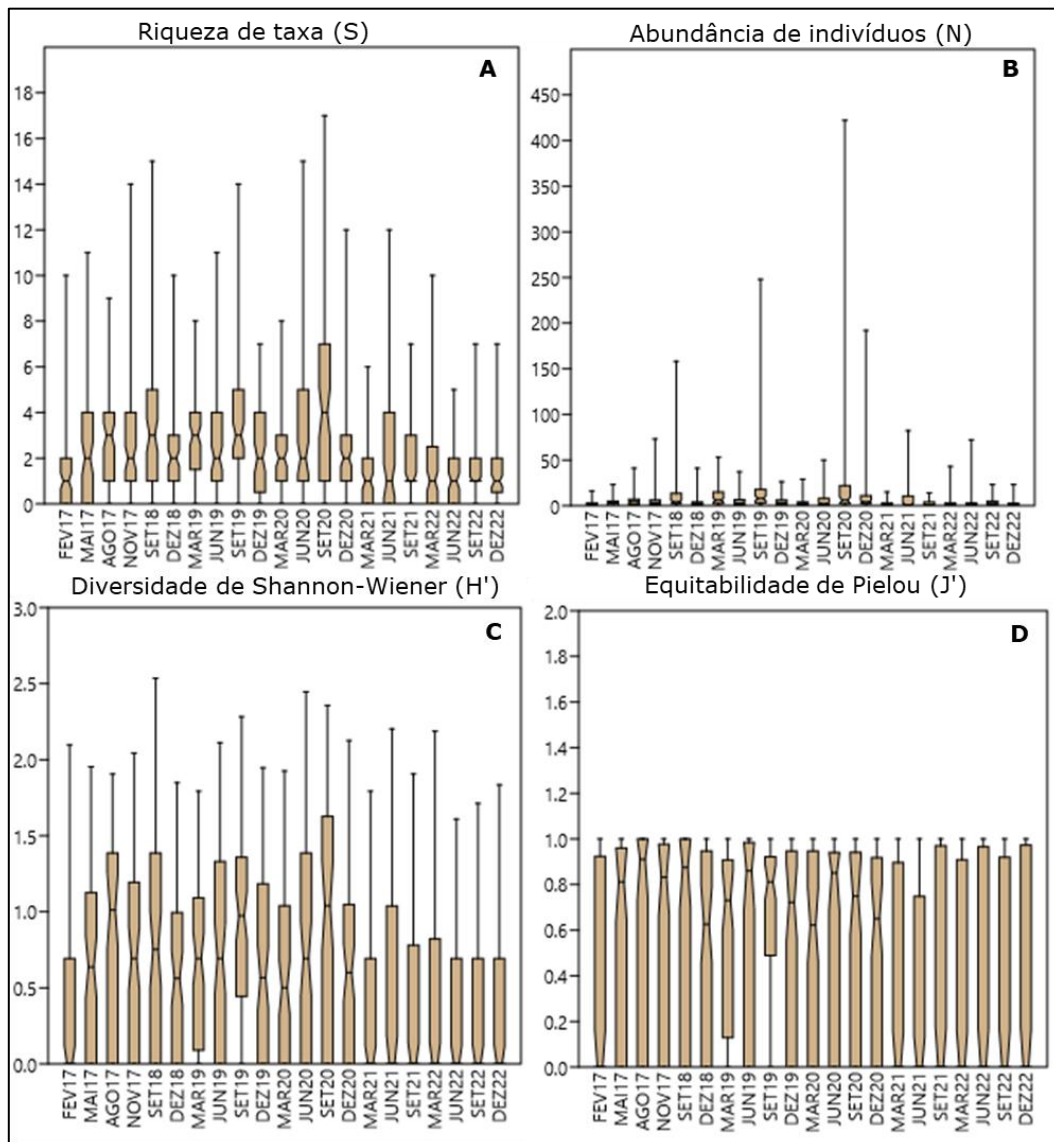 Riqueza de taxa (S)
A
18
16
14
12
10
8
6
4
2
0
FEV17
MAI17
AGO17
NOV17
SET18
DEZ18
MAR19
JUN19
SET19
DEZ19
MAR20
JUN20
SET20
DEZ20
MAR21
JUN21
SET21
MAR22
JUN22
SET22
DEZ22
Abundância de indivíduos (N)
B
450
400
350
300
250
200
150
100
50
0
FEV17
MAI17
AGO17
NOV17
SET18
DEZ18
MAR19
JUN19
SET19
DEZ19
MAR20
JUN20
SET20
DEZ20
MAR21
JUN21
SET21
MAR22
JUN22
SET22
DEZ22
Diversidade de Shannon-Wiener (H')
C
3.0
2.5
2.0
1.5
1.0
0.5
0.0
FEV17
MAI17
AGO17
NOV17
SET18
DEZ18
MAR19
JUN19
SET19
DEZ19
MAR20
JUN20
SET20
DEZ20
MAR21
JUN21
SET21
MAR22
JUN22
SET22
DEZ22
Equitabilidade de Pielou (J')
D
2.0
1.8
1.6
1.4
1.2
1.0
0.8
0.6
0.4
0.2
0.0
FEV17
MAI17
AGO17
NOV17
SET18
DEZ18
MAR19
JUN19
SET19
DEZ19
MAR20
JUN20
SET20
DEZ20
MAR21
JUN21
SET21
MAR22
JUN22
SET22
DEZ22